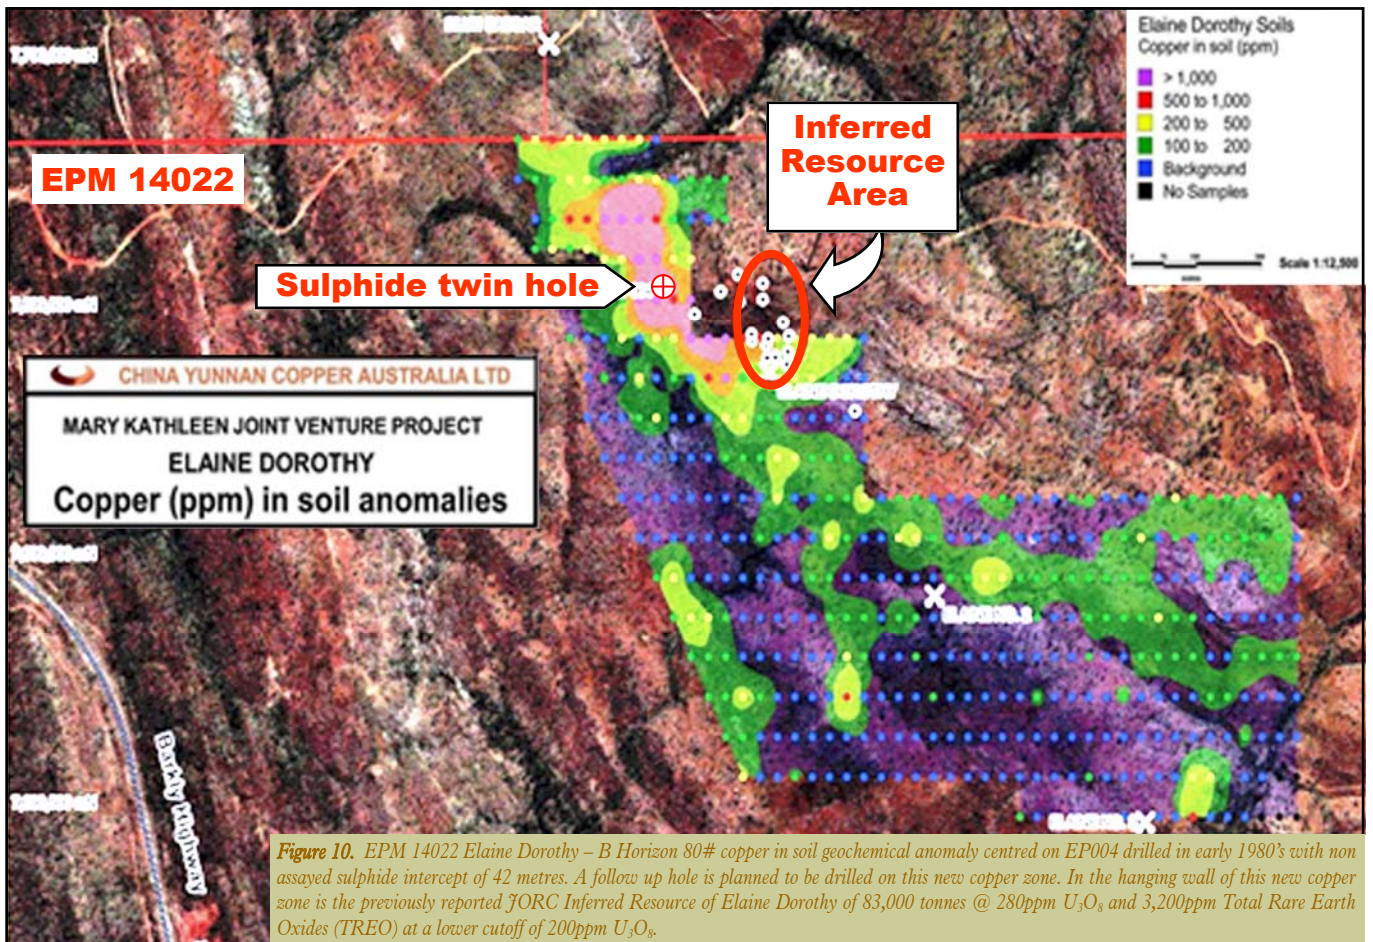 Elaine Dorothy Soils
Copper in soil (ppm)
> 1,000
500 to 1,000
200 to 500
100 to 200
Background
No Samples
Scale 1:12,500
Inferred
Resource
Area
EPM 14022
Sulphide twin hole
CHINA YUNNAN COPPER AUSTRALIA LTD
MARY KATHLEEN JOINT VENTURE PROJECT
ELAINE DOROTHY
Copper (ppm) in soil anomalies
Barkly Highway
Figure 10. EPM 14022 Elaine Dorothy – B Horizon 80# copper in soil geochemical anomaly centred on EP004 drilled in early 1980's with non
assayed sulphide intercept of 42 metres. A follow up hole is planned to be drilled on this new copper zone. In the hanging wall of this new copper
zone is the previously reported JORC Inferred Resource of Elaine Dorothy of 83,000 tonnes @ 280ppm U₃O₈ and 3,200ppm Total Rare Earth
Oxides (TREO) at a lower cutoff of 200ppm U₃O₈.